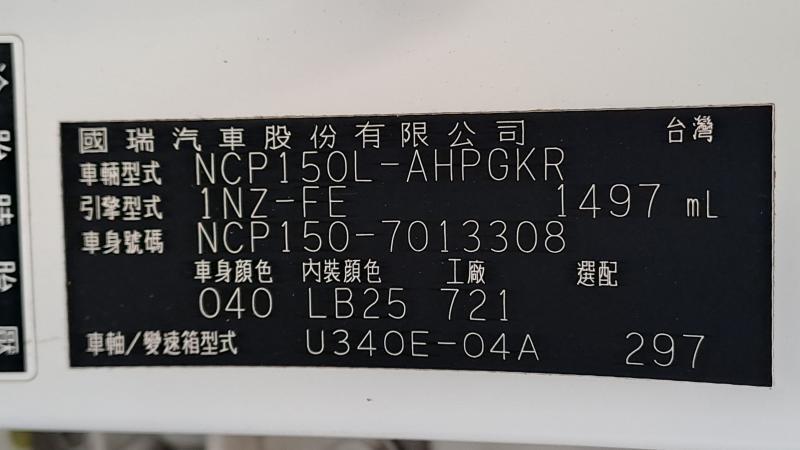 國瑞汽車股份有限公司 台灣
車輛型式 NCP150L-AHPGKR
引擎型式 1NZ-FE 1497 mL
車身號碼 NCP150-7013308
車身顏色 內裝顏色 工廠 選配
040 LB25 721
車軸/變速箱型式 U340E-04A 297